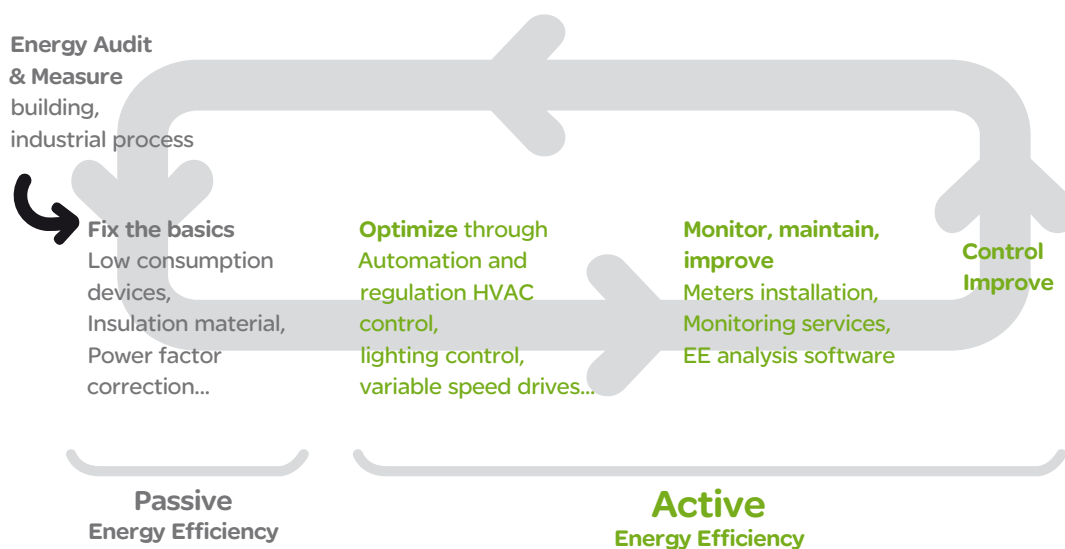 Energy Audit
& Measure
building,
industrial process
Fix the basics
Low consumption
devices,
Insulation material,
Power factor
correction...
Optimize through
Automation and
regulation HVAC
control,
lighting control,
variable speed drives...
Monitor, maintain,
improve
Meters installation,
Monitoring services,
EE analysis software
Control
Improve
Passive
Energy Efficiency
Active
Energy Efficiency